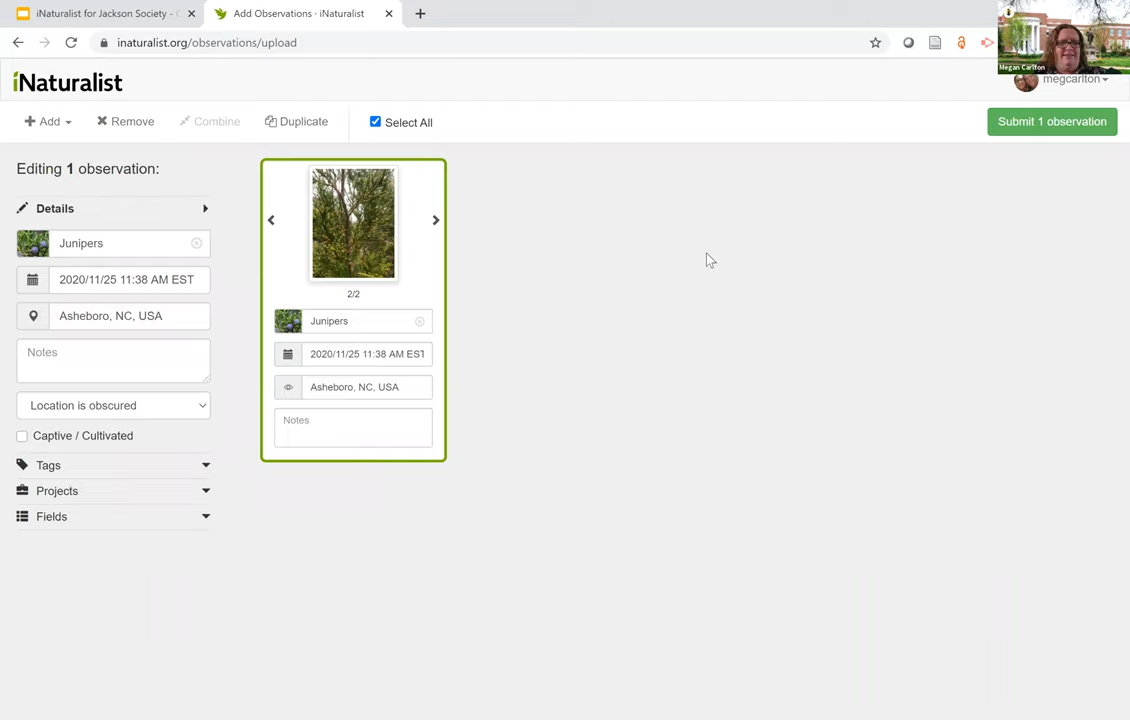 iNaturalist for Jackson Society -
Add Observations · iNaturalist
inaturalist.org/observations/upload
Megan Carlton
iNaturalist
megcarlton
Add
Remove
Combine
Duplicate
Select All
Submit 1 observation
Editing 1 observation:
Details
Junipers
2020/11/25 11:38 AM EST
Asheboro, NC, USA
Notes
Location is obscured
Captive / Cultivated
Tags
Projects
Fields
2/2
Junipers
2020/11/25 11:38 AM EST
Asheboro, NC, USA
Notes